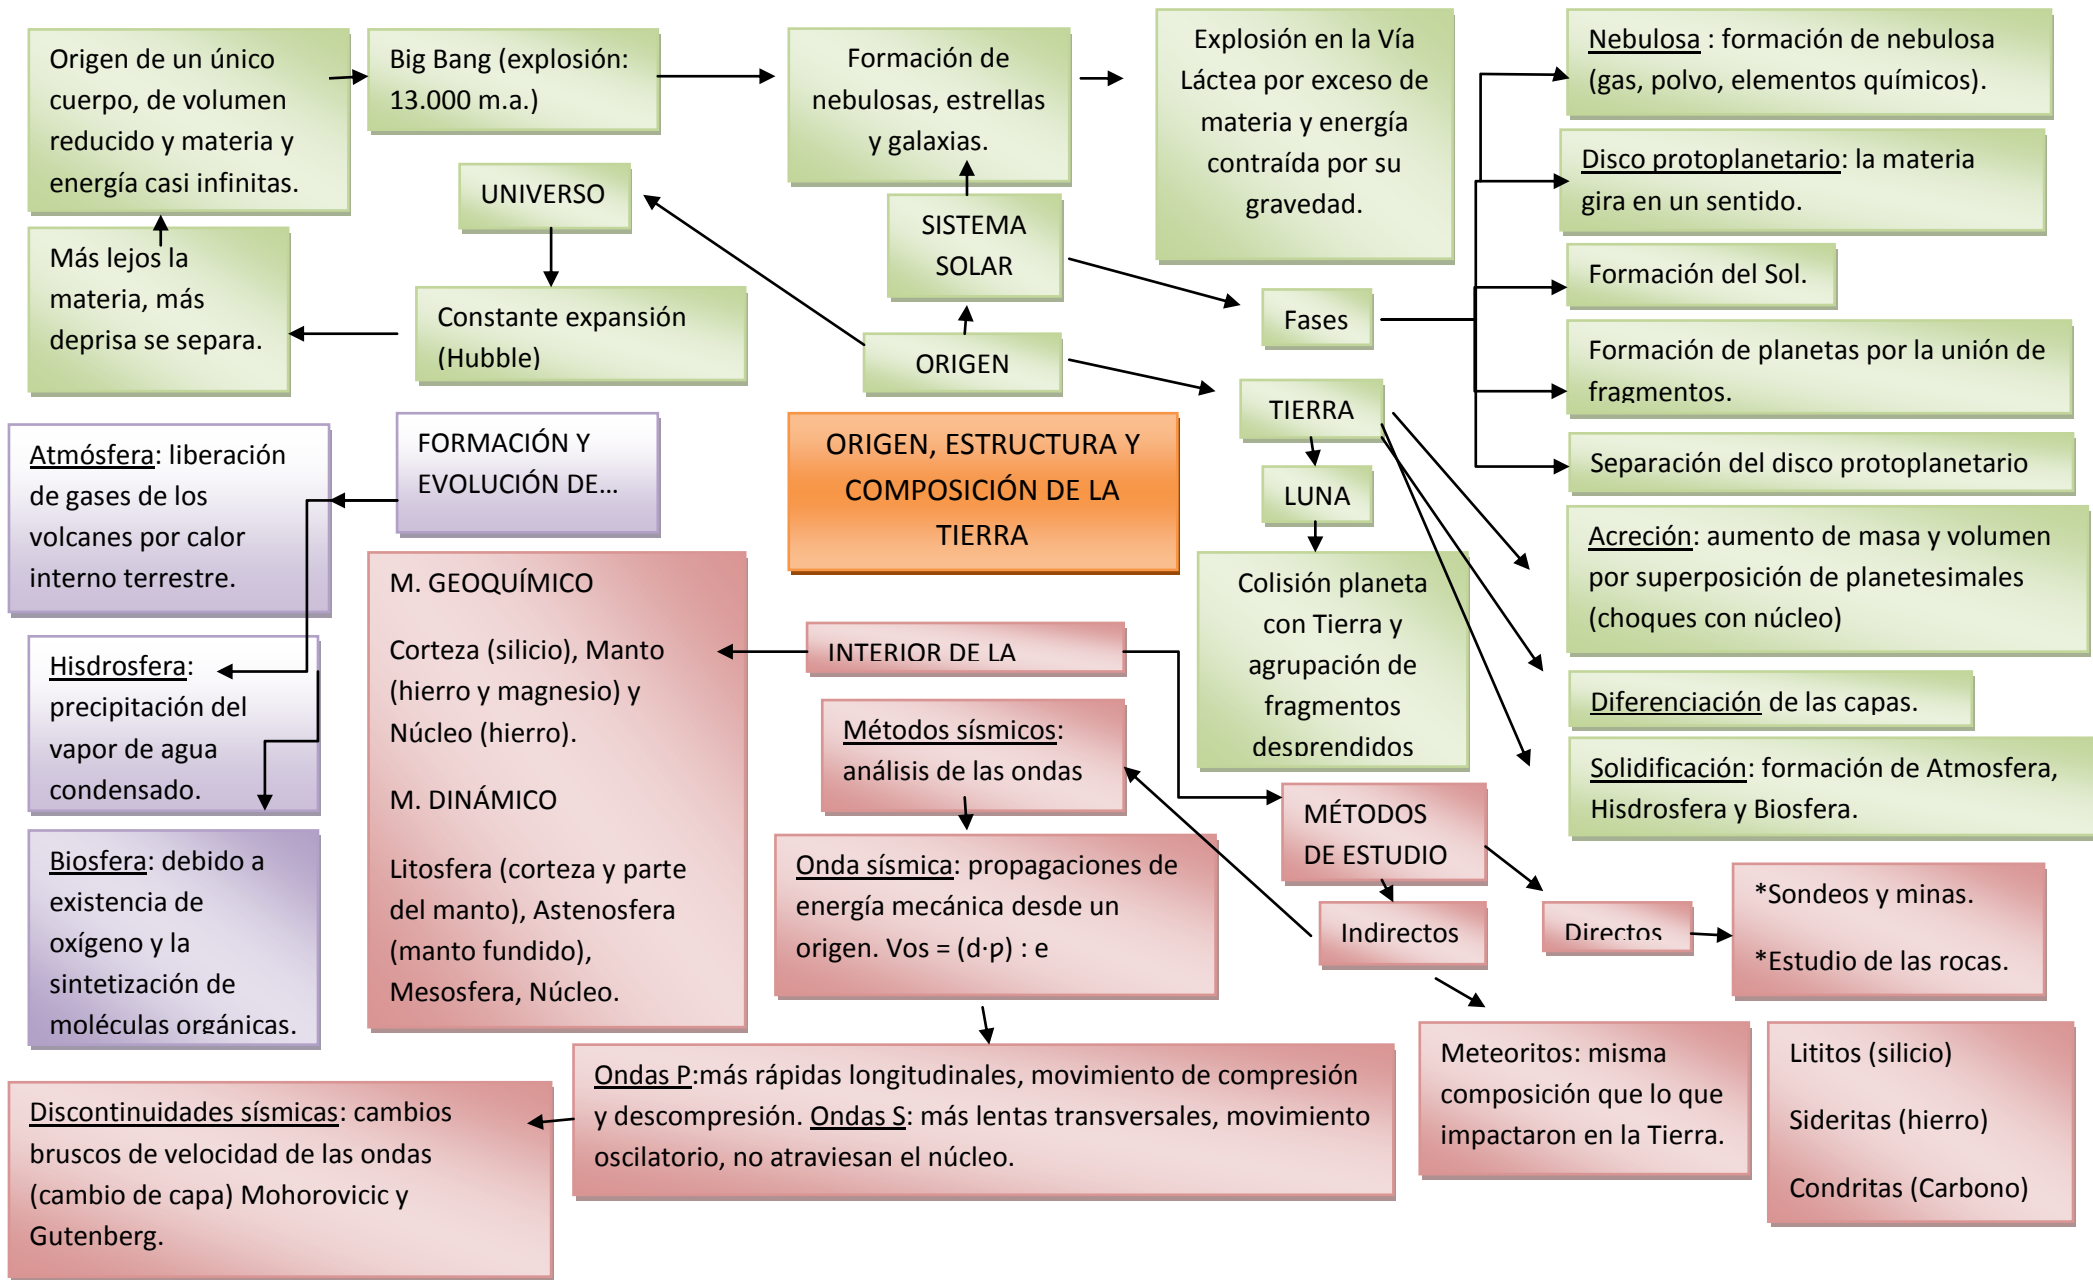 Origen de un único
cuerpo, de volumen
reducido y materia y
energía casi infinitas.
Big Bang (explosión:
13.000 m.a.)
Formación de
nebulosas, estrellas
y galaxias.
Explosión en la Vía
Láctea por exceso de
materia y energía
contraída por su
gravedad.
Nebulosa : formación de nebulosa
(gas, polvo, elementos químicos).
Disco protoplanetario: la materia
gira en un sentido.
UNIVERSO
SISTEMA
SOLAR
Más lejos la
materia, más
deprisa se separa.
Constante expansión
(Hubble)
ORIGEN
Fases
Formación del Sol.
Formación de planetas por la unión de
fragmentos.
Separación del disco protoplanetario
TIERRA
LUNA
Colisión planeta
con Tierra y
agrupación de
fragmentos
desprendidos
Acreción: aumento de masa y volumen
por superposición de planetesimales
(choques con núcleo)
Diferenciación de las capas.
Solidificación: formación de Atmosfera,
Hisdrosfera y Biosfera.
ORIGEN, ESTRUCTURA Y
COMPOSICIÓN DE LA
TIERRA
FORMACIÓN Y
EVOLUCIÓN DE...
Atmósfera: liberación
de gases de los
volcanes por calor
interno terrestre.
Hisdrosfera:
precipitación del
vapor de agua
condensado.
Biosfera: debido a
existencia de
oxígeno y la
sintetización de
moléculas orgánicas.
M. GEOQUÍMICO
Corteza (silicio), Manto
(hierro y magnesio) y
Núcleo (hierro).
M. DINÁMICO
Litosfera (corteza y parte
del manto), Astenosfera
(manto fundido),
Mesosfera, Núcleo.
INTERIOR DE LA
Métodos sísmicos:
análisis de las ondas
Onda sísmica: propagaciones de
energía mecánica desde un
origen. Vos = (d·p) : e
MÉTODOS
DE ESTUDIO
Indirectos
Directos
*Sondeos y minas.
*Estudio de las rocas.
Meteoritos: misma
composición que lo que
impactaron en la Tierra.
Lititos (silicio)
Sideritas (hierro)
Condritas (Carbono)
Ondas P:más rápidas longitudinales, movimiento de compresión
y descompresión. Ondas S: más lentas transversales, movimiento
oscilatorio, no atraviesan el núcleo.
Discontinuidades sísmicas: cambios
bruscos de velocidad de las ondas
(cambio de capa) Mohorovicic y
Gutenberg.